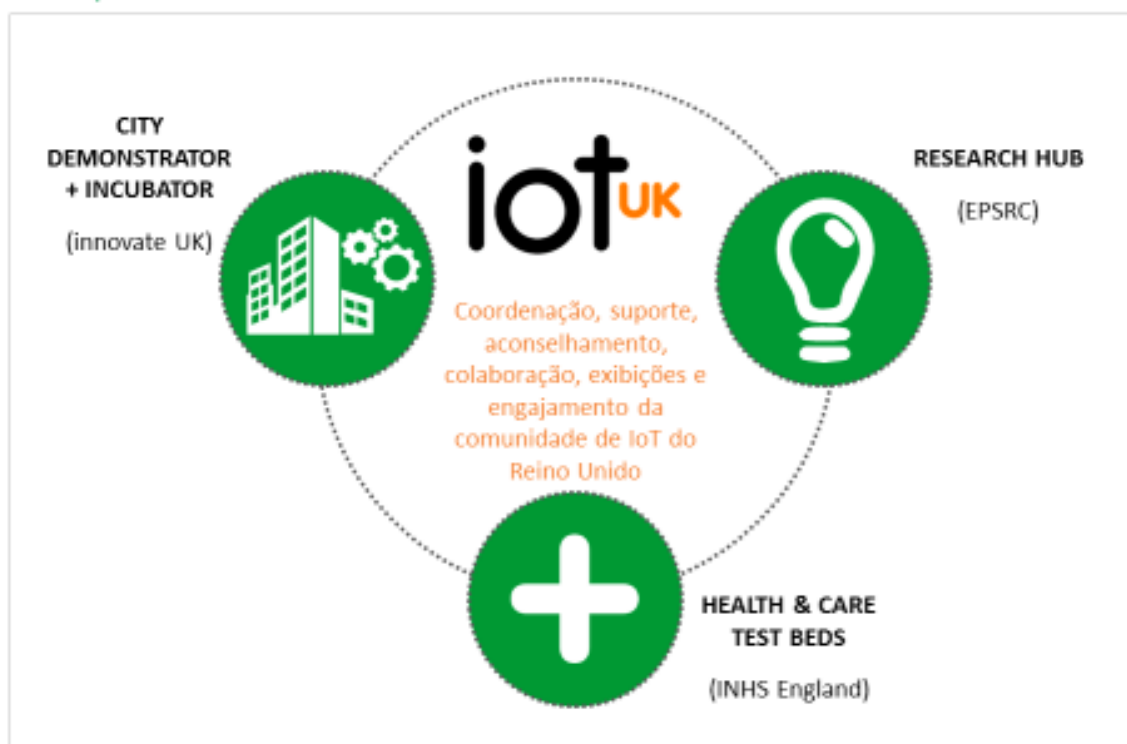 CITY
DEMONSTRATOR
+ INCUBATOR
(innovate UK)
iot UK
RESEARCH HUB
(EPSRC)
Coordenação, suporte,
aconselhamento,
colaboração, exibições e
engajamento da
comunidade de IoT do
Reino Unido
HEALTH & CARE
TEST BEDS
(INHS England)